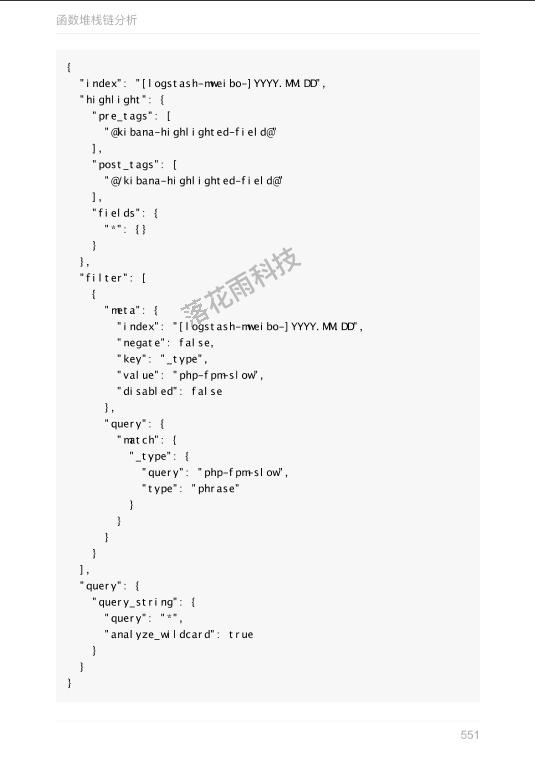 函数堆栈链分析
{
  "index": "[logstash-mweibo-]YYYY.MM.DD",
  "highlight": {
    "pre_tags": [
      "@kibana-highlighted-field@"
    ],
    "post_tags": [
      "@/kibana-highlighted-field@"
    ],
    "fields": {
      "*": {}
    }
  },
  "filter": [
    {
      "meta": {
        "index": "[logstash-mweibo-]YYYY.MM.DD",
        "negate": false,
        "key": "_type",
        "value": "php-fpm-slow",
        "disabled": false
      },
      "query": {
        "match": {
          "_type": {
            "query": "php-fpm-slow",
            "type": "phrase"
          }
        }
      }
    }
  ],
  "query": {
    "query_string": {
      "query": "*",
      "analyze_wildcard": true
    }
  }
}
落花雨科技
551